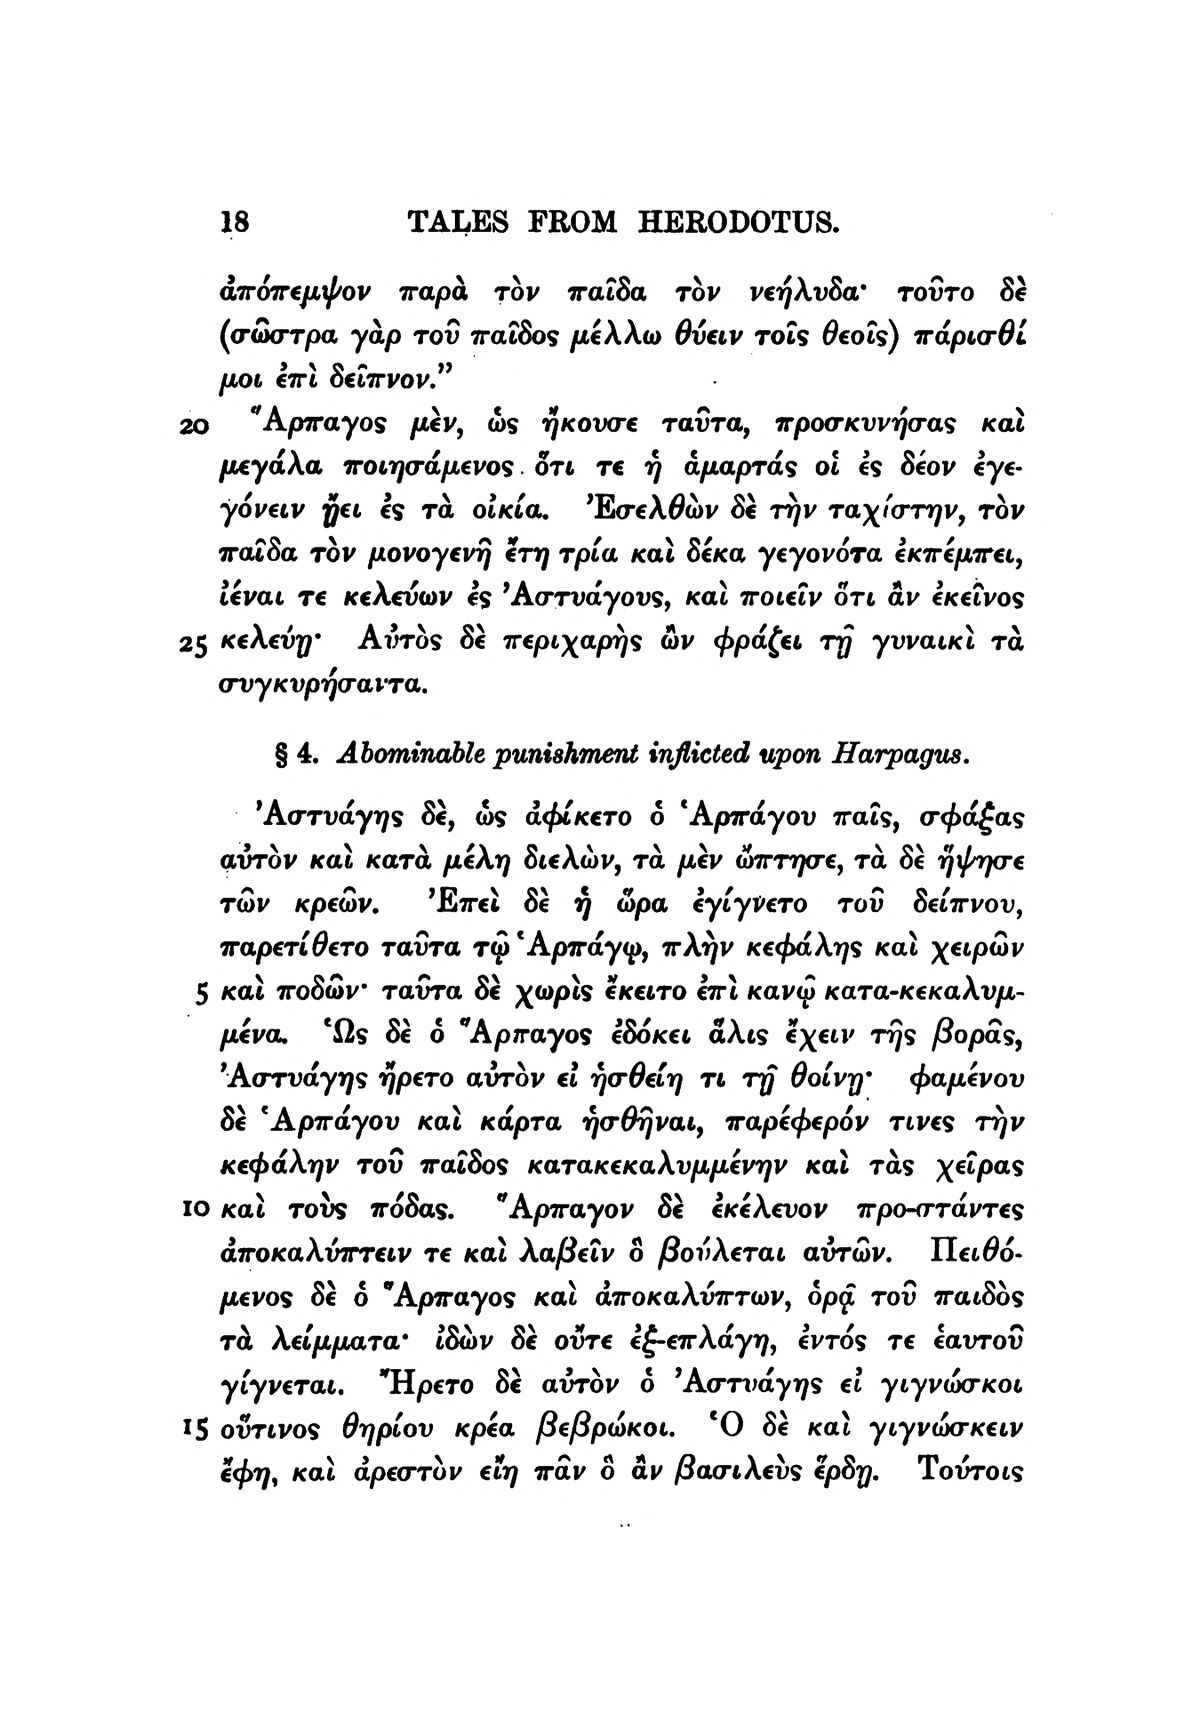 18 TALES FROM HERODOTUS.
ἀπόπεμψον παρὰ τὸν παῖδα τὸν νεήλυδα· τοῦτο δὲ
(σῶστρα γὰρ τοῦ παῖδος μέλλω θύειν τοῖς θεοῖς) πάρισθί
μοι ἐπὶ δεῖπνον.”
20 Ἅρπαγος μὲν, ὡς ἤκουσε ταῦτα, προσκυνήσας καὶ
μεγάλα ποιησάμενος ὅτι τε ἡ ἁμαρτάς οἱ ἐς δέον ἐγε-
γόνειν ᾔει ἐς τὰ οἰκία. Ἐσελθὼν δὲ τὴν ταχίστην, τὸν
παῖδα τὸν μονογενῆ ἔτη τρία καὶ δέκα γεγονότα ἐκπέμπει,
ἰέναι τε κελεύων ἐς Ἀστυάγους, καὶ ποιεῖν ὅτι ἂν ἐκεῖνος
25 κελεύῃ· Αὐτὸς δὲ περιχαρὴς ὢν φράζει τῇ γυναικὶ τὰ
συγκυρήσαντα.
§ 4. Abominable punishment inflicted upon Harpagus.
Ἀστυάγης δὲ, ὡς ἀφίκετο ὁ Ἁρπάγου παῖς, σφάξας
αὐτὸν καὶ κατὰ μέλη διελὼν, τὰ μὲν ὤπτησε, τὰ δὲ ἥψησε
τῶν κρεῶν. Ἐπεὶ δὲ ἡ ὥρα ἐγίγνετο τοῦ δείπνου,
παρετίθετο ταῦτα τῷ Ἁρπάγῳ, πλὴν κεφάλης καὶ χειρῶν
5 καὶ ποδῶν· ταῦτα δὲ χωρὶς ἔκειτο ἐπὶ κανῷ κατα-κεκαλυμ-
μένα. Ὡς δὲ ὁ Ἅρπαγος ἐδόκει ἅλις ἔχειν τῆς βορᾶς,
Ἀστυάγης ἤρετο αὐτὸν εἰ ἡσθείη τι τῇ θοίνῃ· φαμένου
δὲ Ἁρπάγου καὶ κάρτα ἡσθῆναι, παρέφερόν τινες τὴν
κεφάλην τοῦ παῖδος κατακεκαλυμμένην καὶ τὰς χεῖρας
10 καὶ τοὺς πόδας. Ἅρπαγον δὲ ἐκέλευον προ-στάντες
ἀποκαλύπτειν τε καὶ λαβεῖν ὃ βούλεται αὐτῶν. Πειθό-
μενος δὲ ὁ Ἅρπαγος καὶ ἀποκαλύπτων, ὁρᾷ τοῦ παιδὸς
τὰ λείμματα· ἰδὼν δὲ οὔτε ἐξ-επλάγη, ἐντός τε ἑαυτοῦ
γίγνεται. Ἤρετο δὲ αὐτὸν ὁ Ἀστυάγης εἰ γιγνώσκοι
15 οὕτινος θηρίου κρέα βεβρώκοι. Ὁ δὲ καὶ γιγνώσκειν
ἔφη, καὶ ἀρεστὸν εἴη πᾶν ὃ ἂν βασιλεὺς ἕρδῃ. Τούτοις